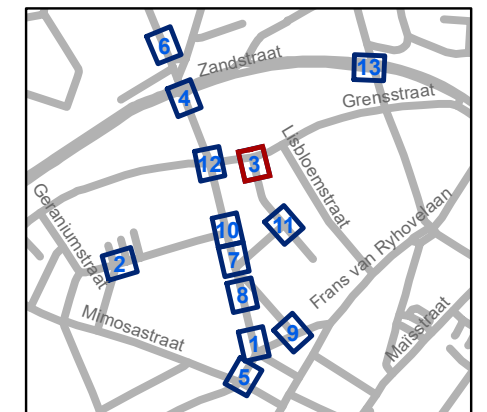 6
Zandstraat
13
4
Grensstraat
Lisbloemstraat
12
3
Geraniumstraat
11
10
7
2
Frans van Ryhovelaan
8
Mimosastraat
9
1
Maïsstraat
5